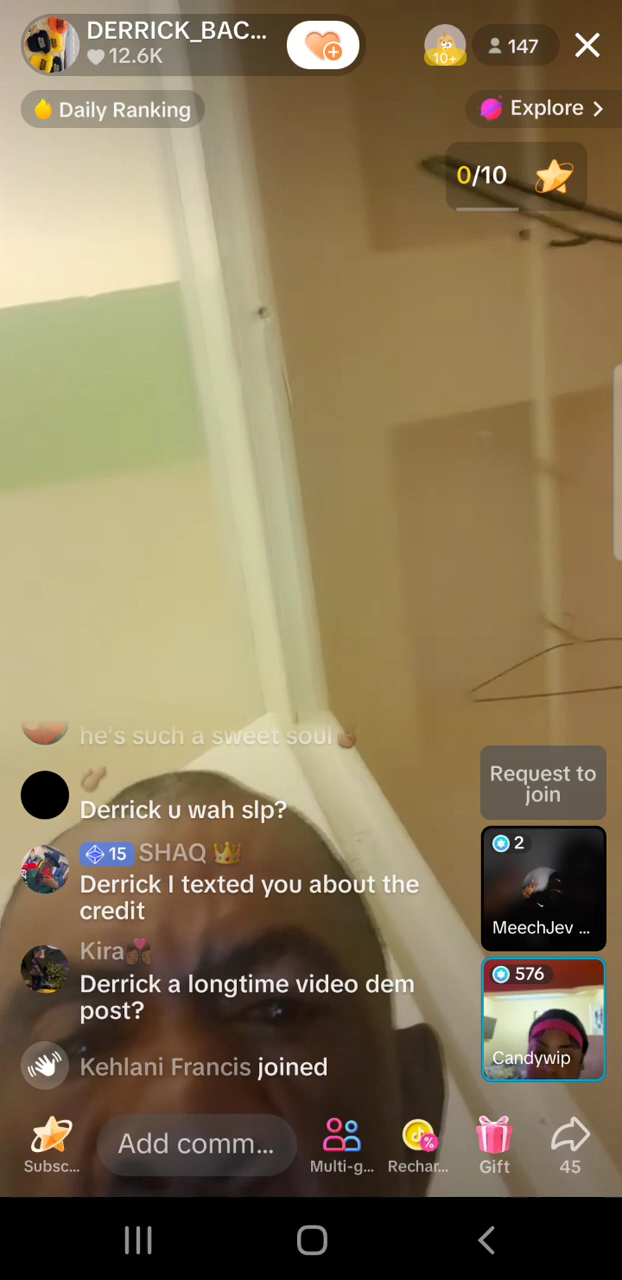 DERRICK_BAC...
12.6K
10+
147
Daily Ranking
Explore
0/10
he's such a sweet soul
Derrick u wah slp?
15 SHAQ
Derrick I texted you about the
credit
Kira
Derrick a longtime video dem
post?
Kehlani Francis joined
Request to
join
2
MeechJev ...
576
Candywip
Subsc...
Add comm...
Multi-g...
Rechar...
Gift
45